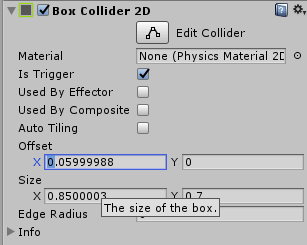 Box Collider 2D
Edit Collider
Material None (Physics Material 2D
Is Trigger
Used By Effector
Used By Composite
Auto Tiling
Offset
X 0.05999988 Y 0
Size
X 0.8500003 Y 0.7
Edge Radius
The size of the box.
Info